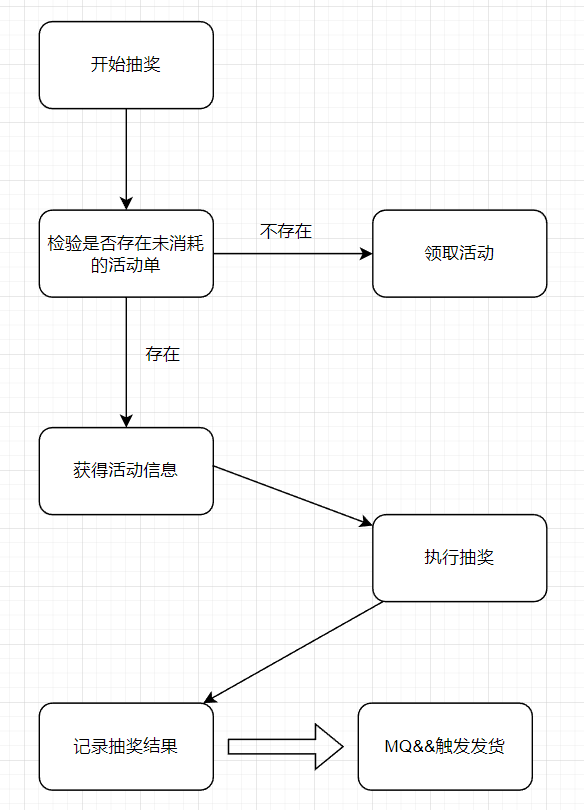 开始抽奖
检验是否存在未消耗
的活动单
不存在
领取活动
存在
获得活动信息
执行抽奖
记录抽奖结果
MQ&&触发发货